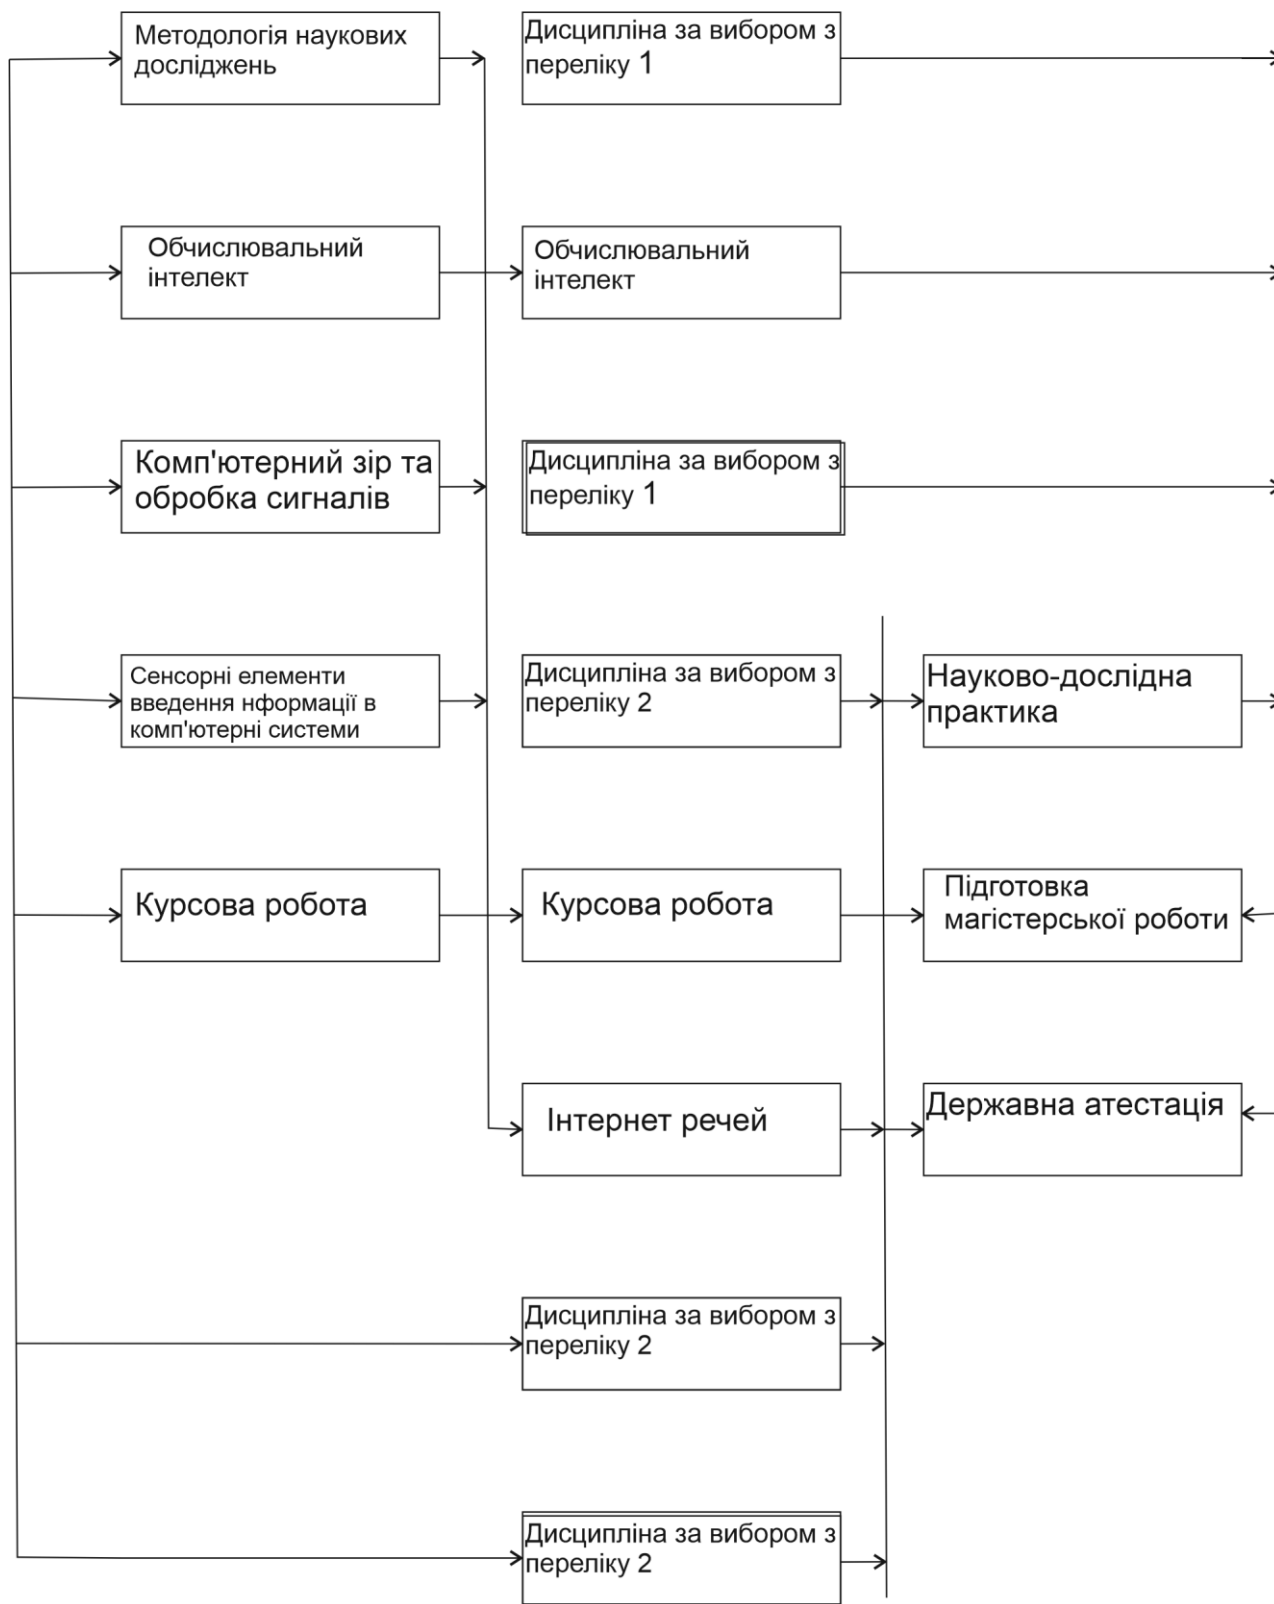 Методологія наукових
досліджень
Дисципліна за вибором з
переліку 1
Обчислювальний
інтелект
Обчислювальний
інтелект
Комп'ютерний зір та
обробка сигналів
Дисципліна за вибором з
переліку 1
Сенсорні елементи
введення нформації в
комп'ютерні системи
Дисципліна за вибором з
переліку 2
Науково-дослідна
практика
Курсова робота
Курсова робота
Підготовка
магістерської роботи
Інтернет речей
Державна атестація
Дисципліна за вибором з
переліку 2
Дисципліна за вибором з
переліку 2